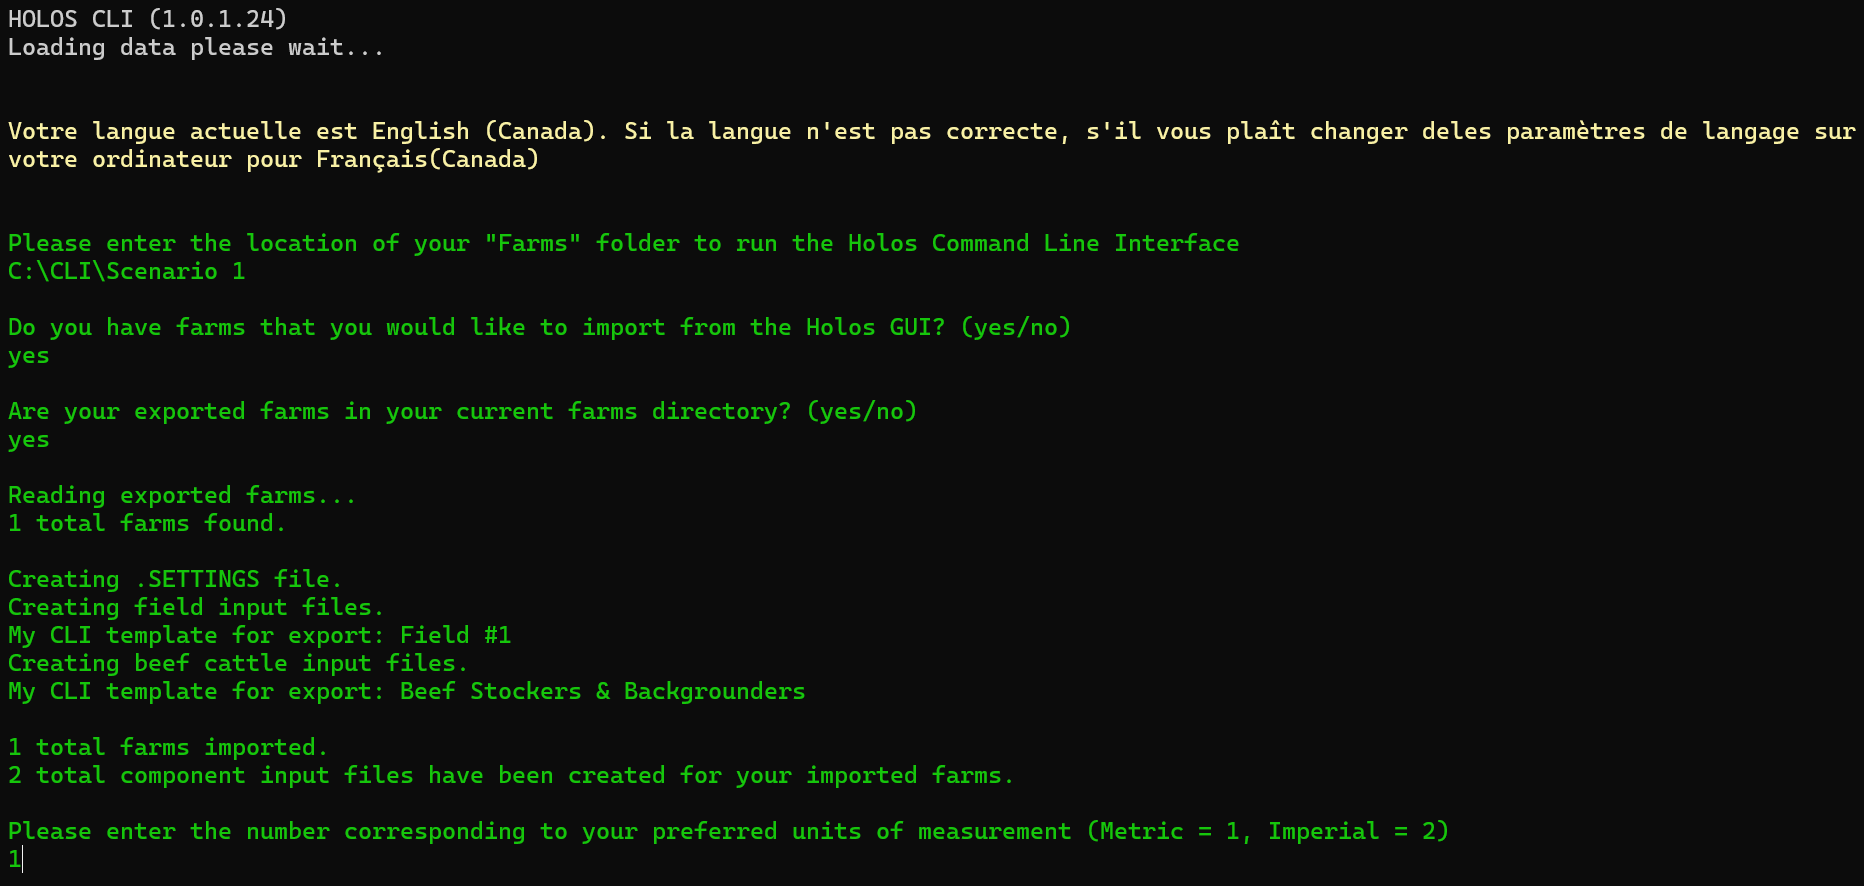 HOLOS CLI (1.0.1.24)
Loading data please wait...
Votre langue actuelle est English (Canada). Si la langue n'est pas correcte, s'il vous plaît changer deles paramètres de langage sur
votre ordinateur pour Français(Canada)
Please enter the location of your "Farms" folder to run the Holos Command Line Interface
C:\CLI\Scenario 1
Do you have farms that you would like to import from the Holos GUI? (yes/no)
yes
Are your exported farms in your current farms directory? (yes/no)
yes
Reading exported farms...
1 total farms found.
Creating .SETTINGS file.
Creating field input files.
My CLI template for export: Field #1
Creating beef cattle input files.
My CLI template for export: Beef Stockers & Backgrounders
1 total farms imported.
2 total component input files have been created for your imported farms.
Please enter the number corresponding to your preferred units of measurement (Metric = 1, Imperial = 2)
1